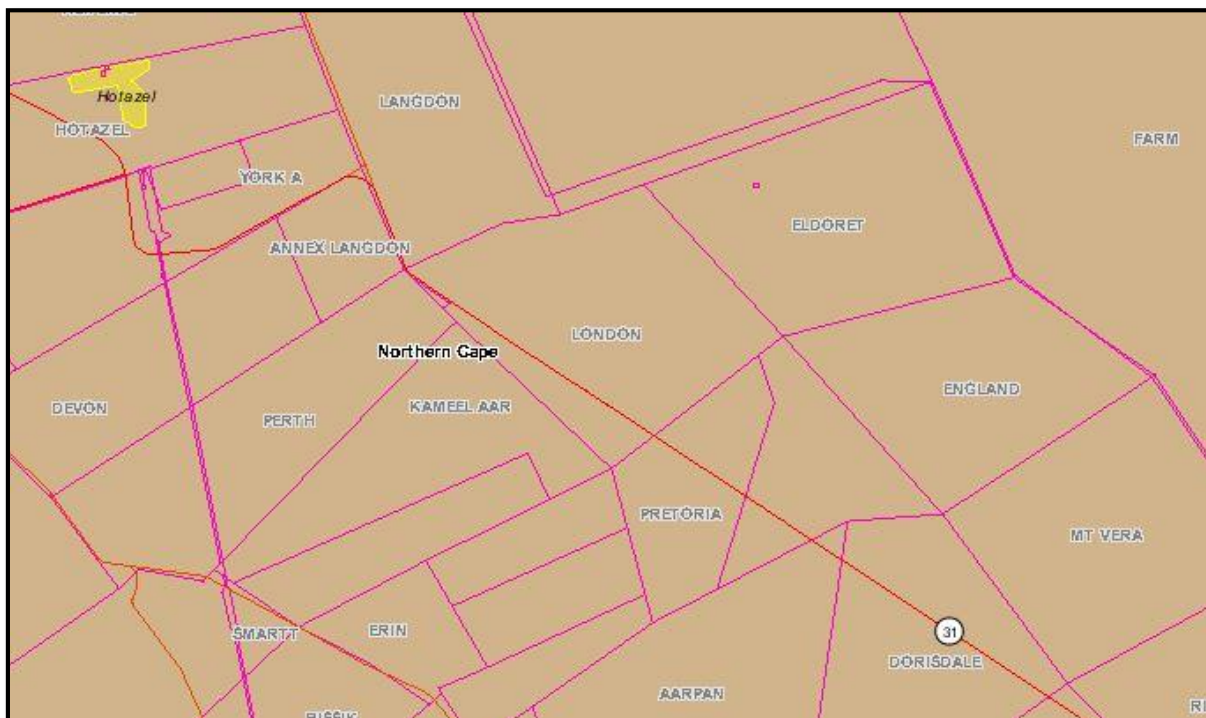 Hotazel
LANGDON
HOTAZEL
FARM
YORK A
ELDORET
ANNEX LANGDON
LONDON
Northern Cape
ENGLAND
DEVON
KAMEEL AAR
PERTH
PRETORIA
MT VERA
31
SMARTT
ERIN
DORISDALE
AARPAN